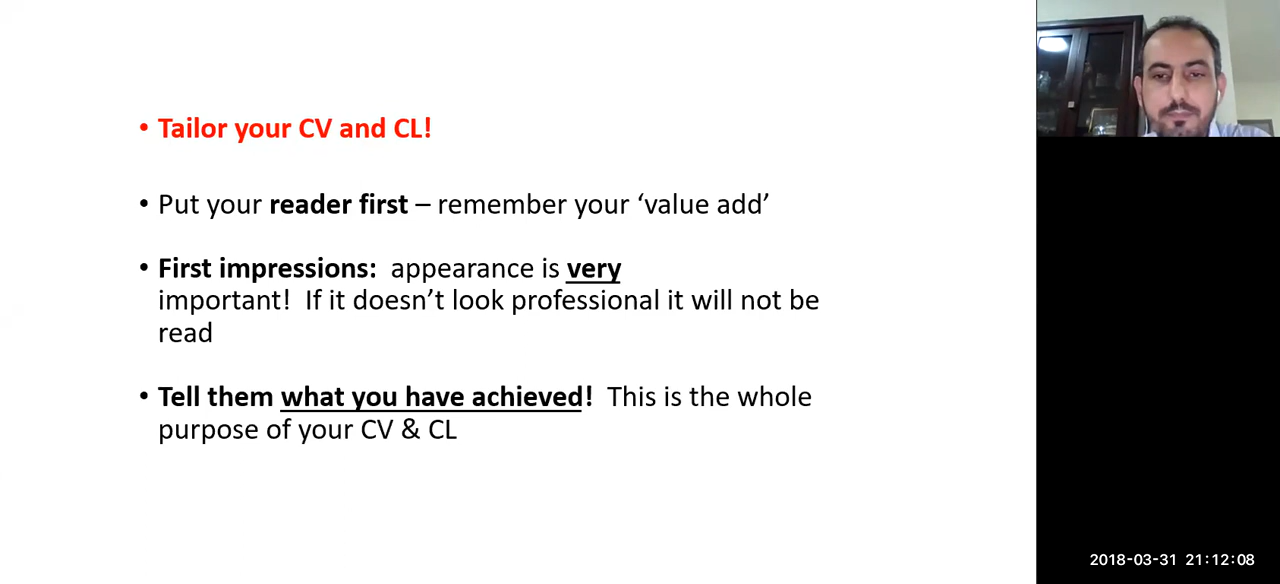 • Tailor your CV and CL!
• Put your reader first – remember your ‘value add’
• First impressions:  appearance is very
important!  If it doesn’t look professional it will not be
read
• Tell them what you have achieved!  This is the whole
purpose of your CV & CL
2018-03-31 21:12:08